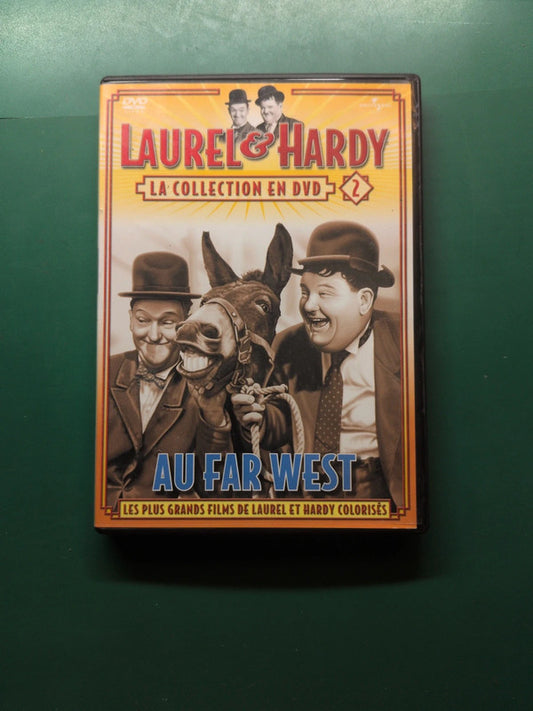 DVD
UNIVERSAL
LAUREL & HARDY
LA COLLECTION EN DVD 2
AU FAR WEST
LES PLUS GRANDS FILMS DE LAUREL ET HARDY COLORISÉS